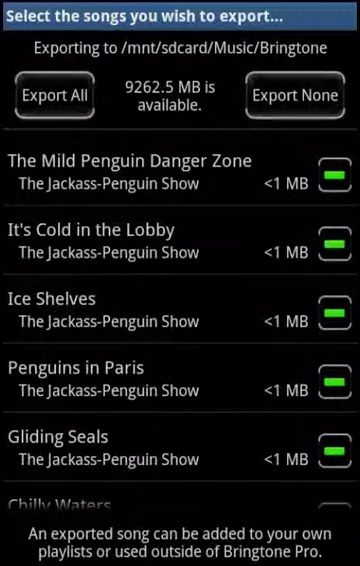 Select the songs you wish to export...
Exporting to /mnt/sdcard/Music/Bringtone
Export All
9262.5 MB is
available.
Export None
The Mild Penguin Danger Zone
The Jackass-Penguin Show <1 MB
It's Cold in the Lobby
The Jackass-Penguin Show <1 MB
Ice Shelves
The Jackass-Penguin Show <1 MB
Penguins in Paris
The Jackass-Penguin Show <1 MB
Gliding Seals
The Jackass-Penguin Show <1 MB
Chilly Waters
An exported song can be added to your own
playlists or used outside of Bringtone Pro.